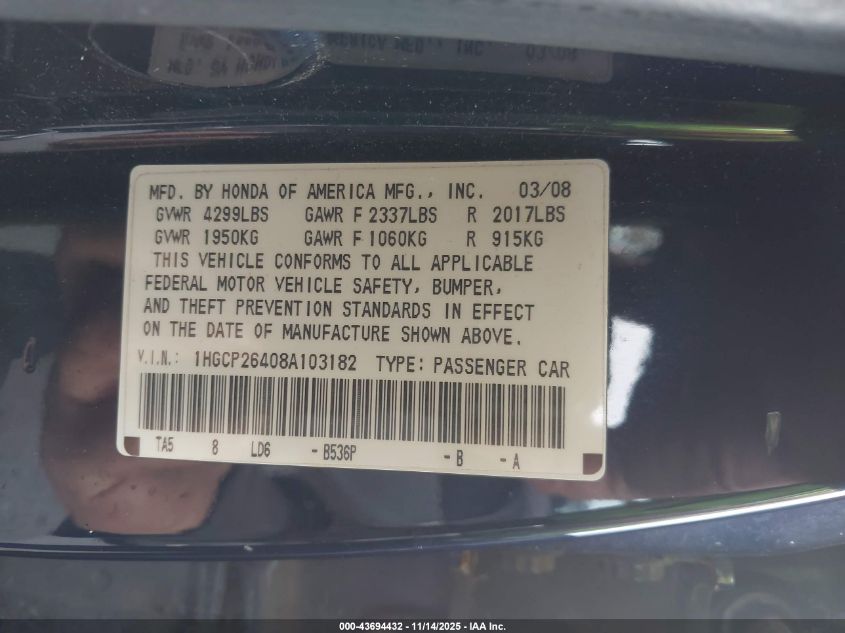 MFD. BY HONDA OF AMERICA MFG., INC. 03/08
GVWR 4299LBS GAWR F 2337LBS R 2017LBS
GVWR 1950KG GAWR F 1060KG R 915KG
THIS VEHICLE CONFORMS TO ALL APPLICABLE
FEDERAL MOTOR VEHICLE SAFETY, BUMPER,
AND THEFT PREVENTION STANDARDS IN EFFECT
ON THE DATE OF MANUFACTURE SHOWN ABOVE.
V.I.N.: 1HGCP26408A103182 TYPE: PASSENGER CAR
TA5 8 LD6 - B536P - B - A
000-43694432 - 11/14/2025 - IAA Inc.